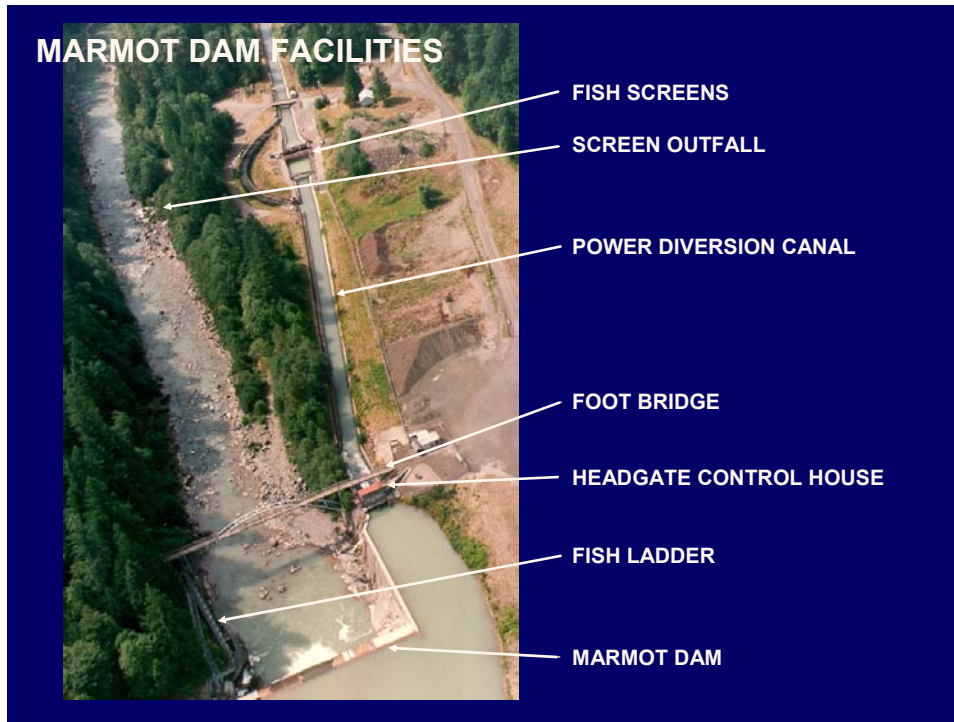 MARMOT DAM FACILITIES
FISH SCREENS
SCREEN OUTFALL
POWER DIVERSION CANAL
FOOT BRIDGE
HEADGATE CONTROL HOUSE
FISH LADDER
MARMOT DAM